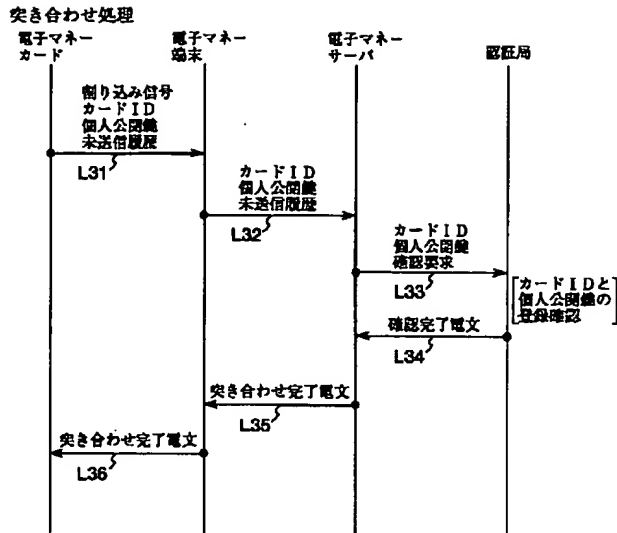 突き合わせ処理
電子マネー
カード
電子マネー
端末
電子マネー
サーバ
認証局
割り込み信号
カードID
個人公開鍵
未送信履歴
L31
カードID
個人公開鍵
未送信履歴
L32
カードID
個人公開鍵
確認要求
L33
カードIDと
個人公開鍵の
登録確認
確認完了電文
L34
突き合わせ完了電文
L35
突き合わせ完了電文
L36